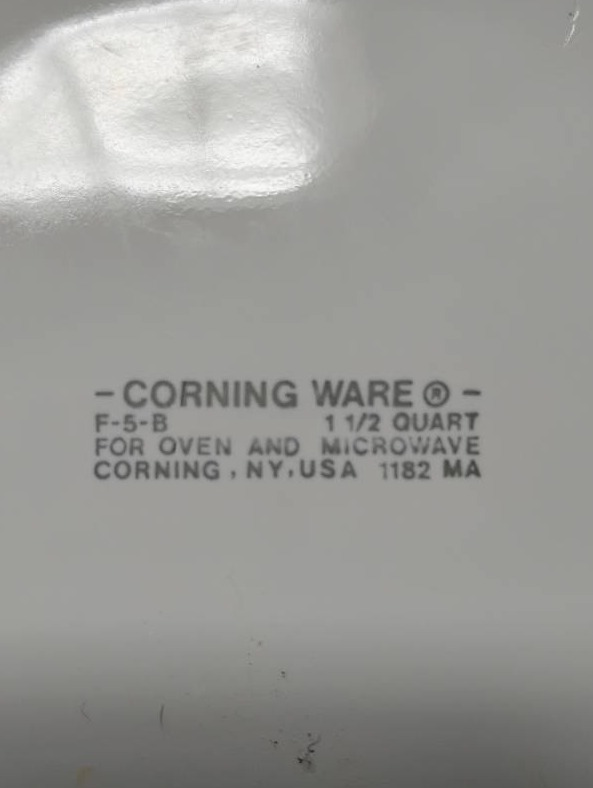 - CORNING WARE ® -
F-5-B 1 1/2 QUART
FOR OVEN AND MICROWAVE
CORNING , NY, USA 1182 MA